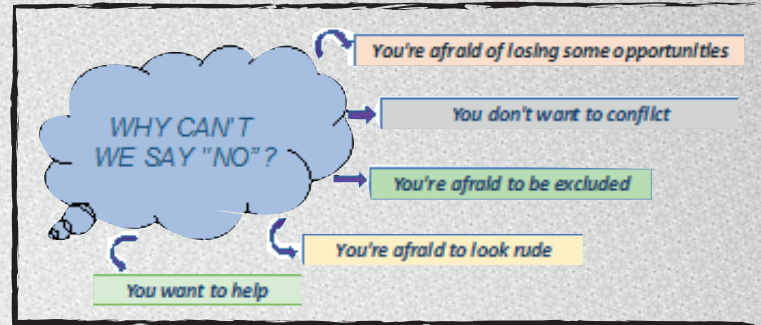 You're afraid of losing some opportunities
WHY CAN'T
WE SAY "NO"?
You don't want to conflict
You're afraid to be excluded
You're afraid to look rude
You want to help